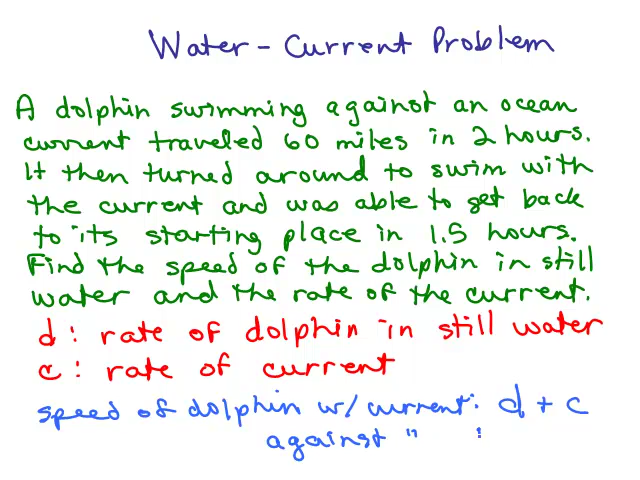 Water - Current Problem
A dolphin swimming against an ocean
current traveled 60 miles in 2 hours.
It then turned around to swim with
the current and was able to get back
to its starting place in 1.5 hours.
Find the speed of the dolphin in still
water and the rate of the current.
d: rate of dolphin in still water
c: rate of current
speed of dolphin w/ current: d + c
against " :